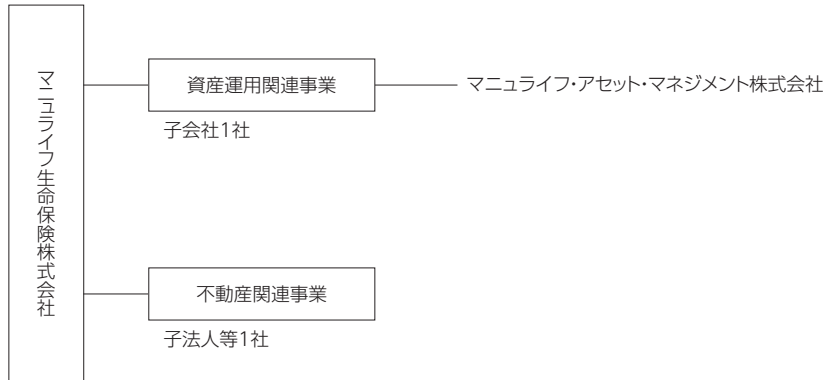 マニュライフ生命保険株式会社
資産運用関連事業
マニュライフ・アセット・マネジメント株式会社
子会社1社
不動産関連事業
子法人等1社